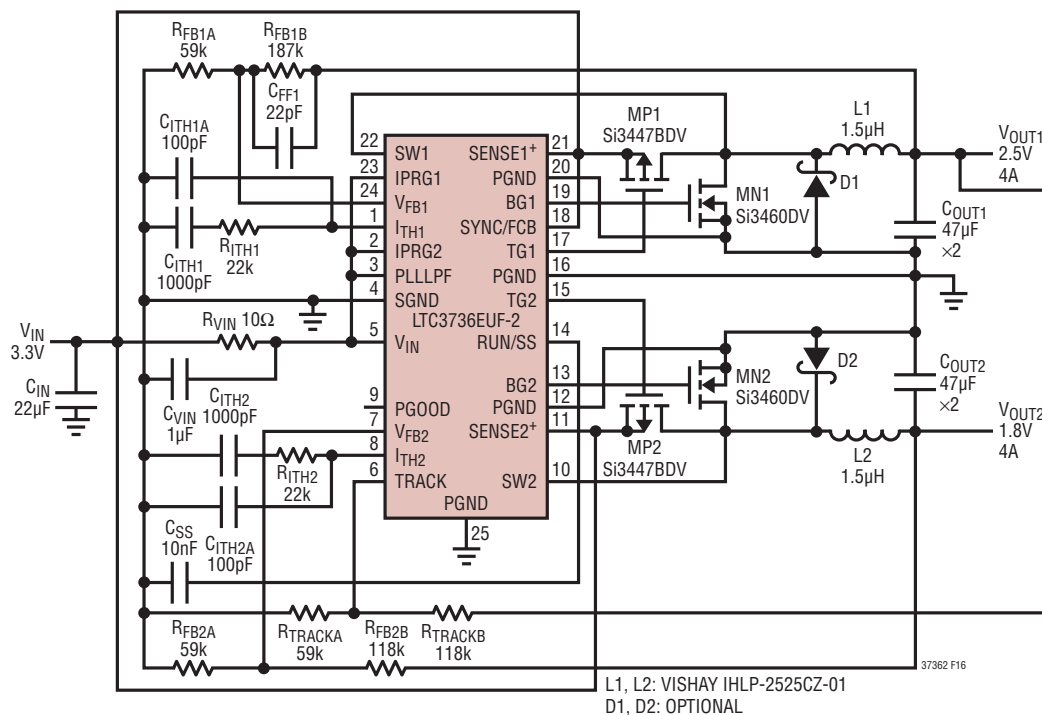 RFB1A
59k
RFB1B
187k
CFF1
22pF
CITH1A
100pF
CITH1
1000pF
RITH1
22k
22
23
24
1
2
3
4
5
9
7
8
6
SW1
IPRG1
VFB1
ITH1
IPRG2
PLLLPF
SGND
LTC3736EUF-2
VIN
PGOOD
VFB2
ITH2
TRACK
PGND
25
SENSE1+
PGND
BG1
SYNC/FCB
TG1
PGND
TG2
RUN/SS
BG2
PGND
SENSE2+
SW2
21
20
19
18
17
16
15
14
13
12
11
10
MP1
Si3447BDV
MN1
Si3460DV
L1
1.5µH
D1
VOUT1
2.5V
4A
COUT1
47µF
×2
VIN
3.3V
CIN
22µF
RVIN 10Ω
CVIN
1µF
CITH2
1000pF
RITH2
22k
CITH2A
100pF
CSS
10nF
MN2
Si3460DV
MP2
Si3447BDV
D2
L2
1.5µH
COUT2
47µF
×2
VOUT2
1.8V
4A
RFB2A
59k
RTRACKA
59k
RFB2B
118k
RTRACKB
118k
37362 F16
L1, L2: VISHAY IHLP-2525CZ-01
D1, D2: OPTIONAL